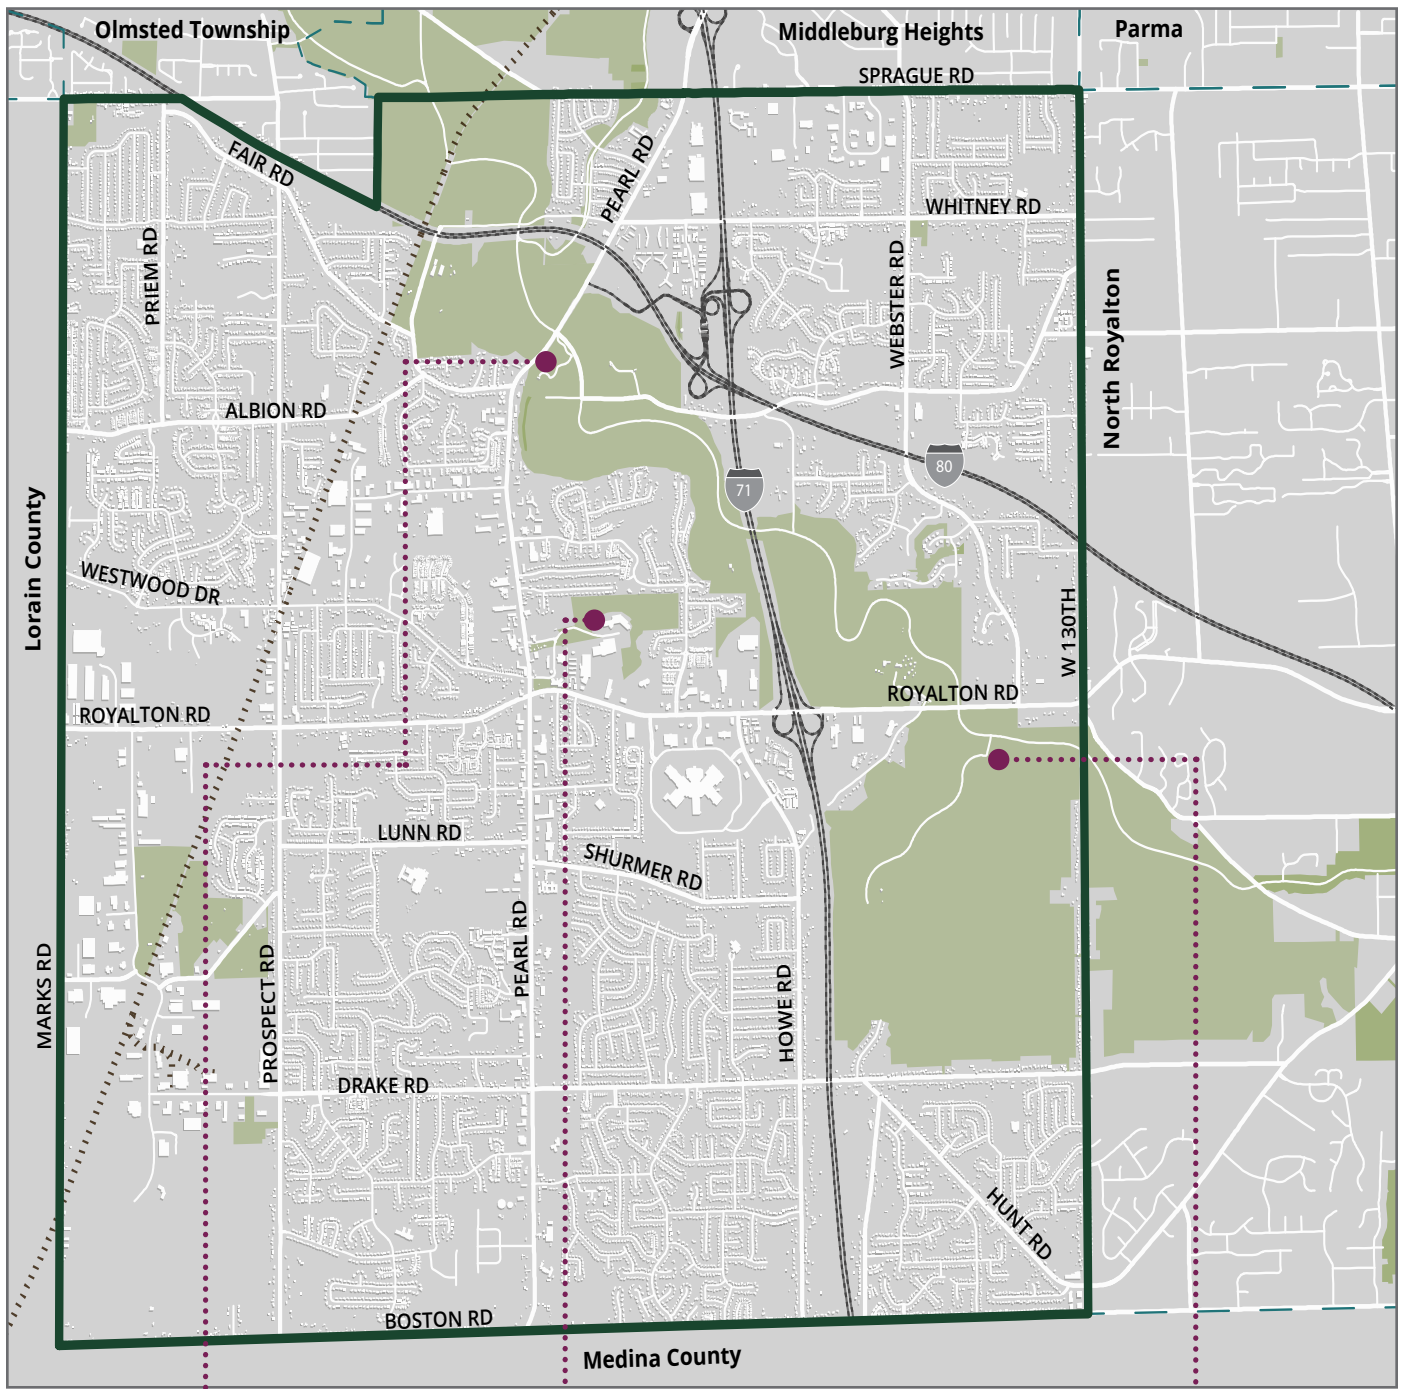 Olmsted Township
Middleburg Heights
Parma
SPRAGUE RD
FAIR RD
PEARL RD
WHITNEY RD
PRIEM RD
WEBSTER RD
North Royalton
ALBION RD
80
71
Lorain County
WESTWOOD DR
W 130TH
ROYALTON RD
ROYALTON RD
LUNN RD
SHURMER RD
MARKS RD
PROSPECT RD
PEARL RD
HOWE RD
DRAKE RD
HUNT RD
BOSTON RD
Medina County